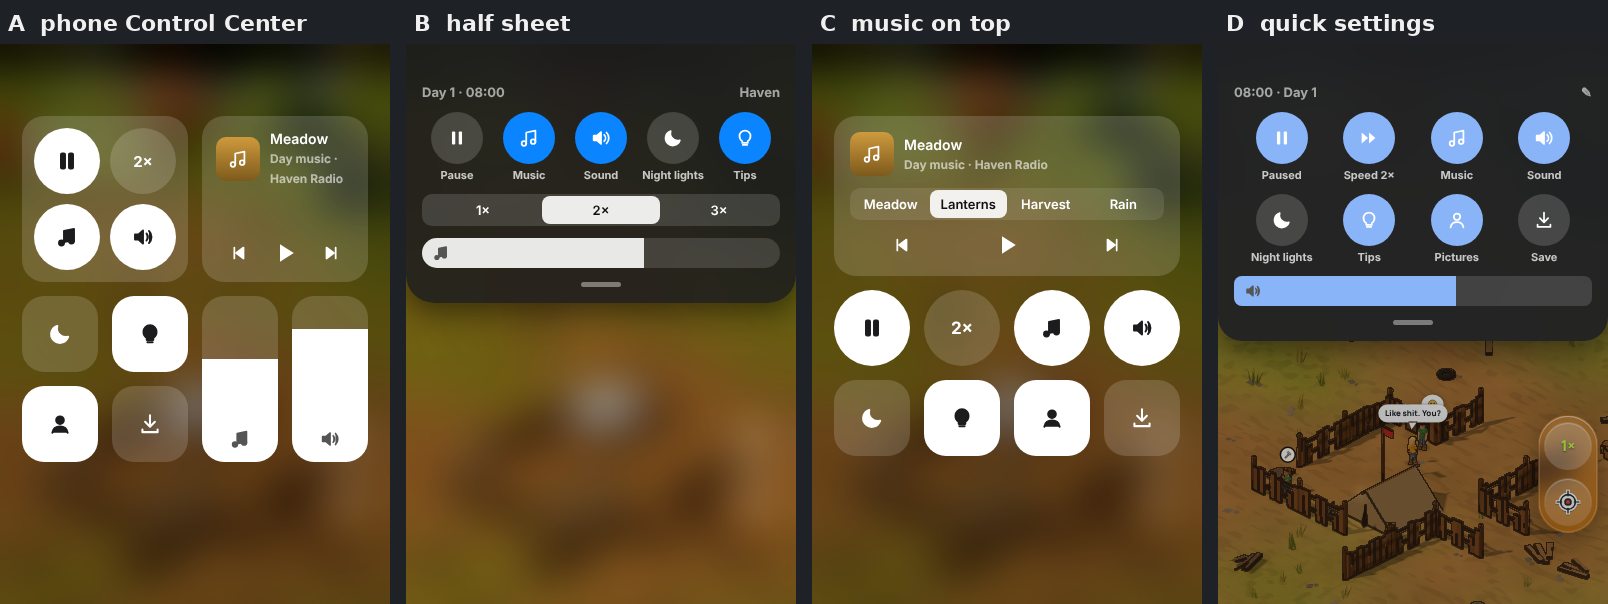 A phone Control Center
2×
Meadow
Day music ·
Haven Radio
B half sheet
Day 1 · 08:00
Haven
Pause
Music
Sound
Night lights
Tips
1×
2×
3×
C music on top
Meadow
Day music · Haven Radio
Meadow
Lanterns
Harvest
Rain
2×
D quick settings
08:00 · Day 1
Paused
Speed 2×
Music
Sound
Night lights
Tips
Pictures
Save
Like shit. You?
1×